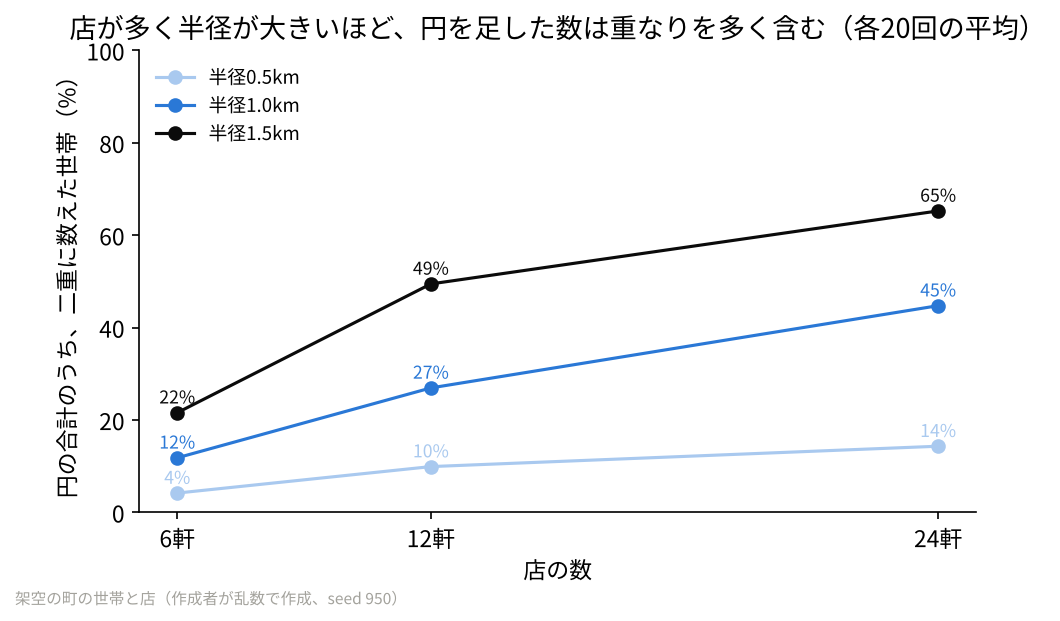 店が多く半径が大きいほど、円を足した数は重なりを多く含む（各20回の平均）
円の合計のうち、二重に数えた世帯（%）
100
80
60
40
20
0
半径0.5km
半径1.0km
半径1.5km
22%
49%
65%
12%
27%
45%
4%
10%
14%
6軒
12軒
24軒
店の数
架空の町の世帯と店（作成者が乱数で作成、seed 950）